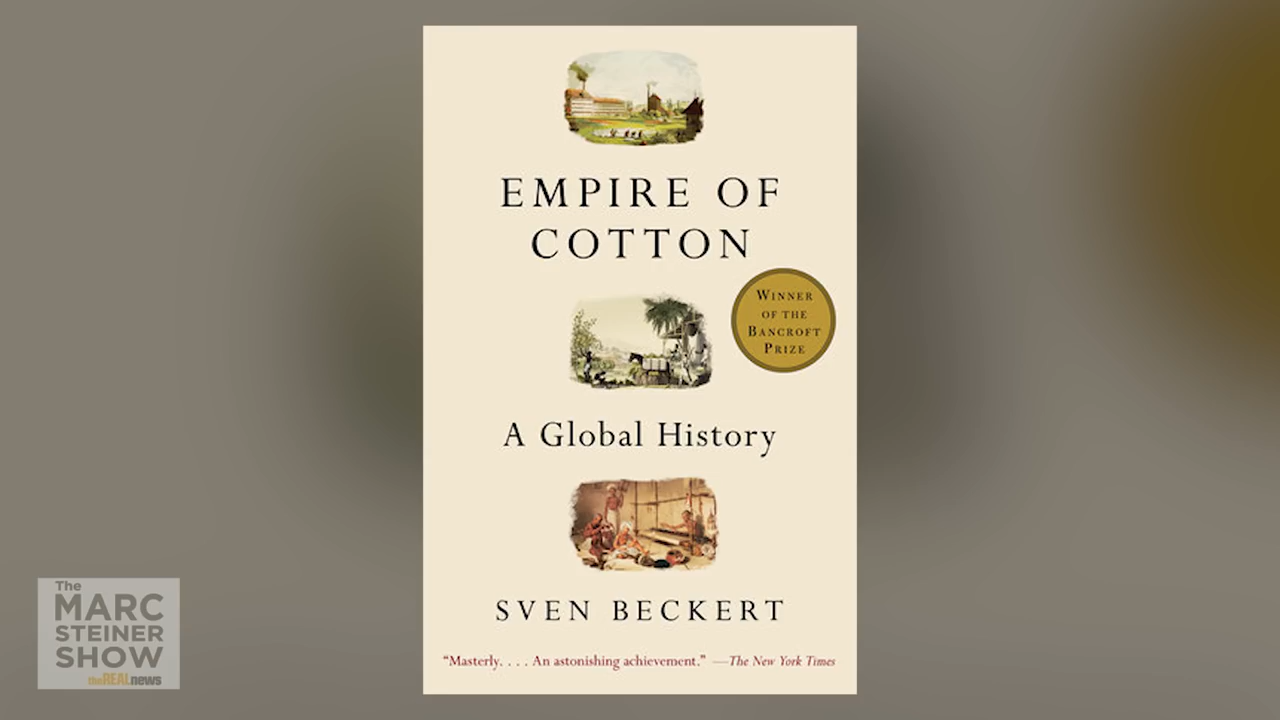 EMPIRE OF
COTTON
WINNER
OF THE
BANCROFT
PRIZE
A Global History
SVEN BECKERT
“Masterly. . . . An astonishing achievement.” —The New York Times
The
MARC
STEINER
SHOW
theREALnews